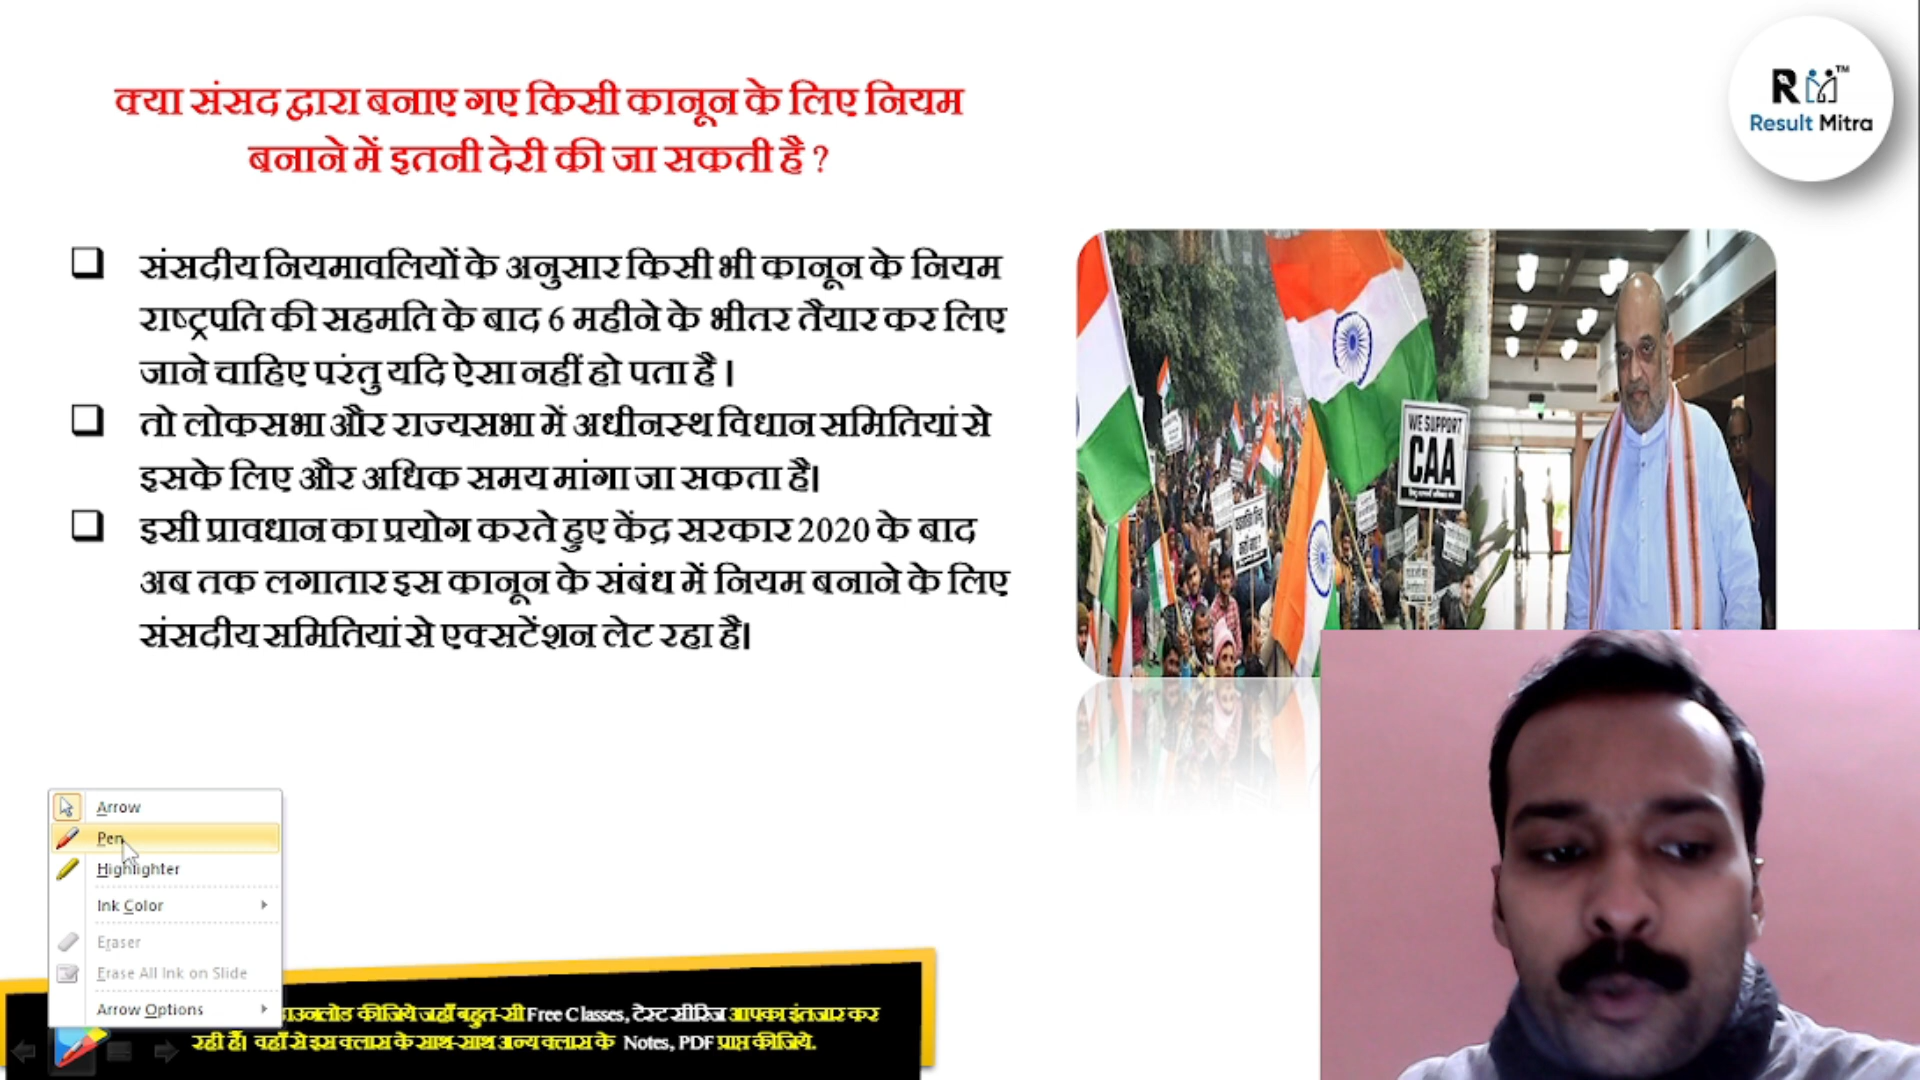 क्या संसद द्वारा बनाए गए किसी कानून के लिए नियम
बनाने में इतनी देरी की जा सकती है ?
संसदीय नियमावलियों के अनुसार किसी भी कानून के नियम
राष्ट्रपति की सहमति के बाद 6 महीने के भीतर तैयार कर लिए
जाने चाहिए परंतु यदि ऐसा नहीं हो पता है ।
तो लोकसभा और राज्यसभा में अधीनस्थ विधान समितियां से
इसके लिए और अधिक समय मांगा जा सकता है।
इसी प्रावधान का प्रयोग करते हुए केंद्र सरकार 2020 के बाद
अब तक लगातार इस कानून के संबंध में नियम बनाने के लिए
संसदीय समितियां से एक्सटेंशन लेट रहा है।
R TM
Result Mitra
WE SUPPORT
CAA
Arrow
Pen
Highlighter
Ink Color
Eraser
Erase All Ink on Slide
Arrow Options
कीजिये जहाँ बहुत-सी Free Classes, टेस्ट सीरिज आपका इंतजार कर
रही हैं। वहाँ से इस क्लास के साथ-साथ अन्य क्लास के Notes, PDF प्राप्त कीजिये.